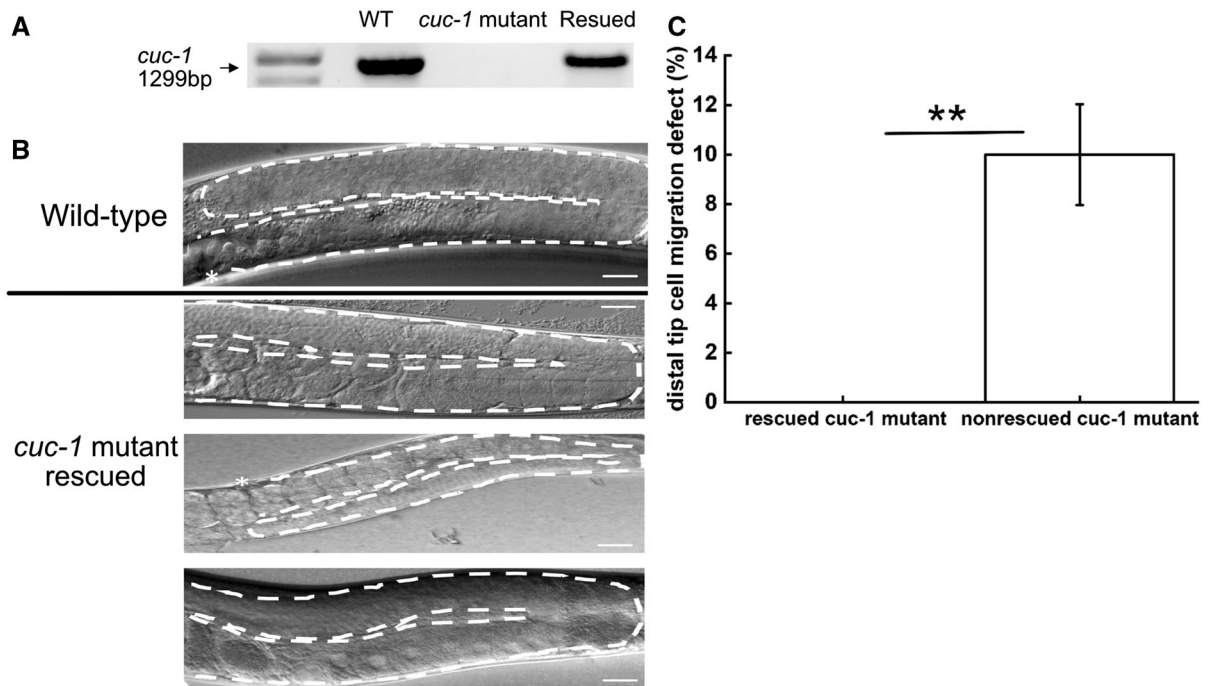 A
WT cuc-1 mutant Resued
cuc-1
1299bp
B
Wild-type
*
cuc-1 mutant
rescued
*
C
distal tip cell migration defect (%)
14
12
10
8
6
4
2
0
**
rescued cuc-1 mutant nonrescued cuc-1 mutant